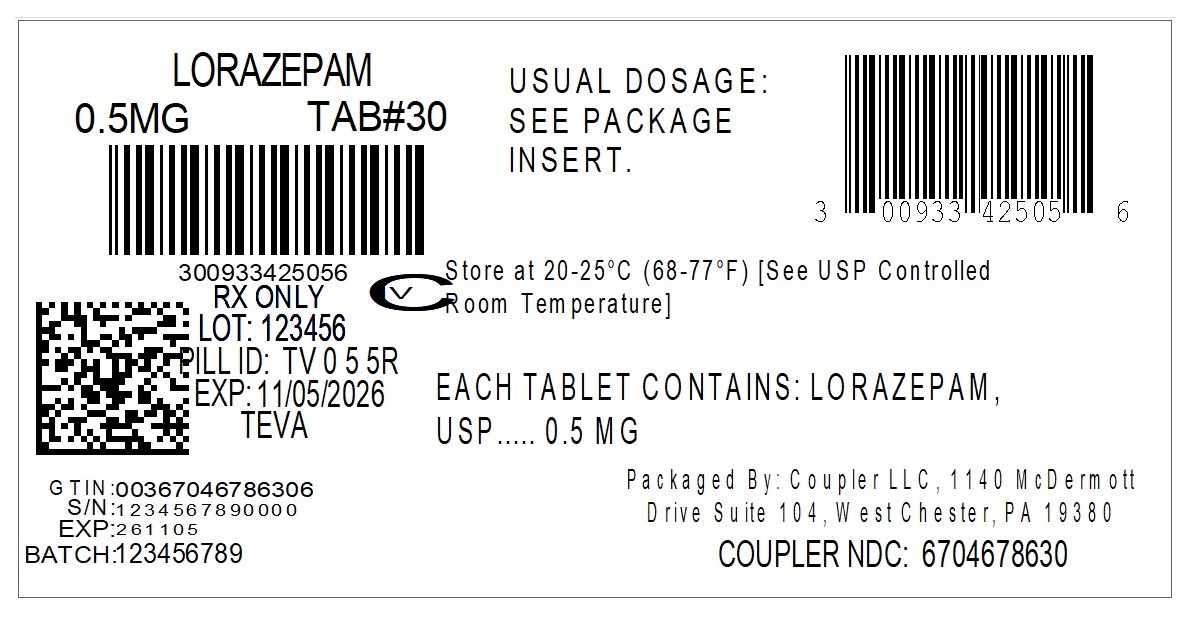 LORAZEPAM
0.5MG TAB#30
300933425056
RX ONLY
LOT: 123456
PILL ID: TV 0 5 5R
EXP: 11/05/2026
TEVA
GTIN:00367046786306
S/N:1234567890000
EXP:261105
BATCH:123456789
USUAL DOSAGE:
SEE PACKAGE
INSERT.
3 00933 42505 6
CV
Store at 20-25°C (68-77°F) [See USP Controlled
Room Temperature]
EACH TABLET CONTAINS: LORAZEPAM,
USP..... 0.5 MG
Packaged By: Coupler LLC, 1140 McDermott
Drive Suite 104, West Chester, PA 19380
COUPLER NDC: 6704678630